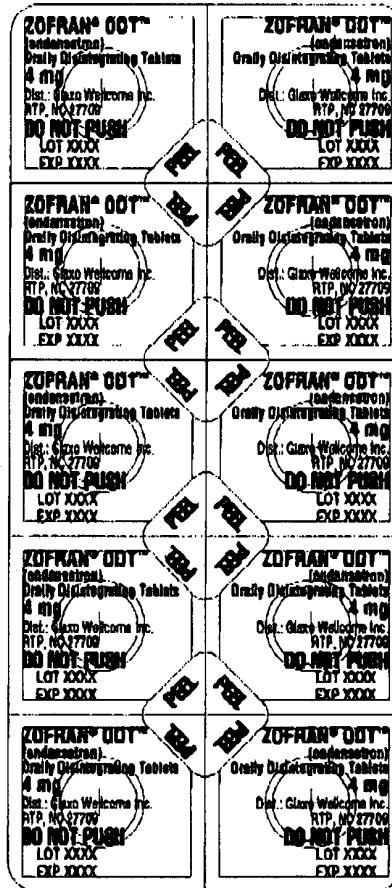 ZOFRAN® ODT™
(ondansetron)
Orally Disintegrating Tablets
4 mg
Dist.: Glaxo Wellcome Inc.
RTP, NC 27709
DO NOT PUSH
LOT XXXX
EXP XXXX
PEEL
ZOFRAN® ODT™
(ondansetron)
Orally Disintegrating Tablets
4 mg
Dist.: Glaxo Wellcome Inc.
RTP, NC 27709
DO NOT PUSH
LOT XXXX
EXP XXXX
PEEL
PEEL
ZOFRAN® ODT™
(ondansetron)
Orally Disintegrating Tablets
4 mg
Dist.: Glaxo Wellcome Inc.
RTP, NC 27709
DO NOT PUSH
LOT XXXX
EXP XXXX
PEEL
PEEL
ZOFRAN® ODT™
(ondansetron)
Orally Disintegrating Tablets
4 mg
Dist.: Glaxo Wellcome Inc.
RTP, NC 27709
DO NOT PUSH
LOT XXXX
EXP XXXX
PEEL
PEEL
ZOFRAN® ODT™
(ondansetron)
Orally Disintegrating Tablets
4 mg
Dist.: Glaxo Wellcome Inc.
RTP, NC 27709
DO NOT PUSH
LOT XXXX
EXP XXXX
PEEL
PEEL
ZOFRAN® ODT™
(ondansetron)
Orally Disintegrating Tablets
4 mg
Dist.: Glaxo Wellcome Inc.
RTP, NC 27709
DO NOT PUSH
LOT XXXX
EXP XXXX
PEEL
PEEL
ZOFRAN® ODT™
(ondansetron)
Orally Disintegrating Tablets
4 mg
Dist.: Glaxo Wellcome Inc.
RTP, NC 27709
DO NOT PUSH
LOT XXXX
EXP XXXX
PEEL
PEEL
ZOFRAN® ODT™
(ondansetron)
Orally Disintegrating Tablets
4 mg
Dist.: Glaxo Wellcome Inc.
RTP, NC 27709
DO NOT PUSH
LOT XXXX
EXP XXXX
PEEL
PEEL
ZOFRAN® ODT™
(ondansetron)
Orally Disintegrating Tablets
4 mg
Dist.: Glaxo Wellcome Inc.
RTP, NC 27709
DO NOT PUSH
LOT XXXX
EXP XXXX
PEEL
ZOFRAN® ODT™
(ondansetron)
Orally Disintegrating Tablets
4 mg
Dist.: Glaxo Wellcome Inc.
RTP, NC 27709
DO NOT PUSH
LOT XXXX
EXP XXXX